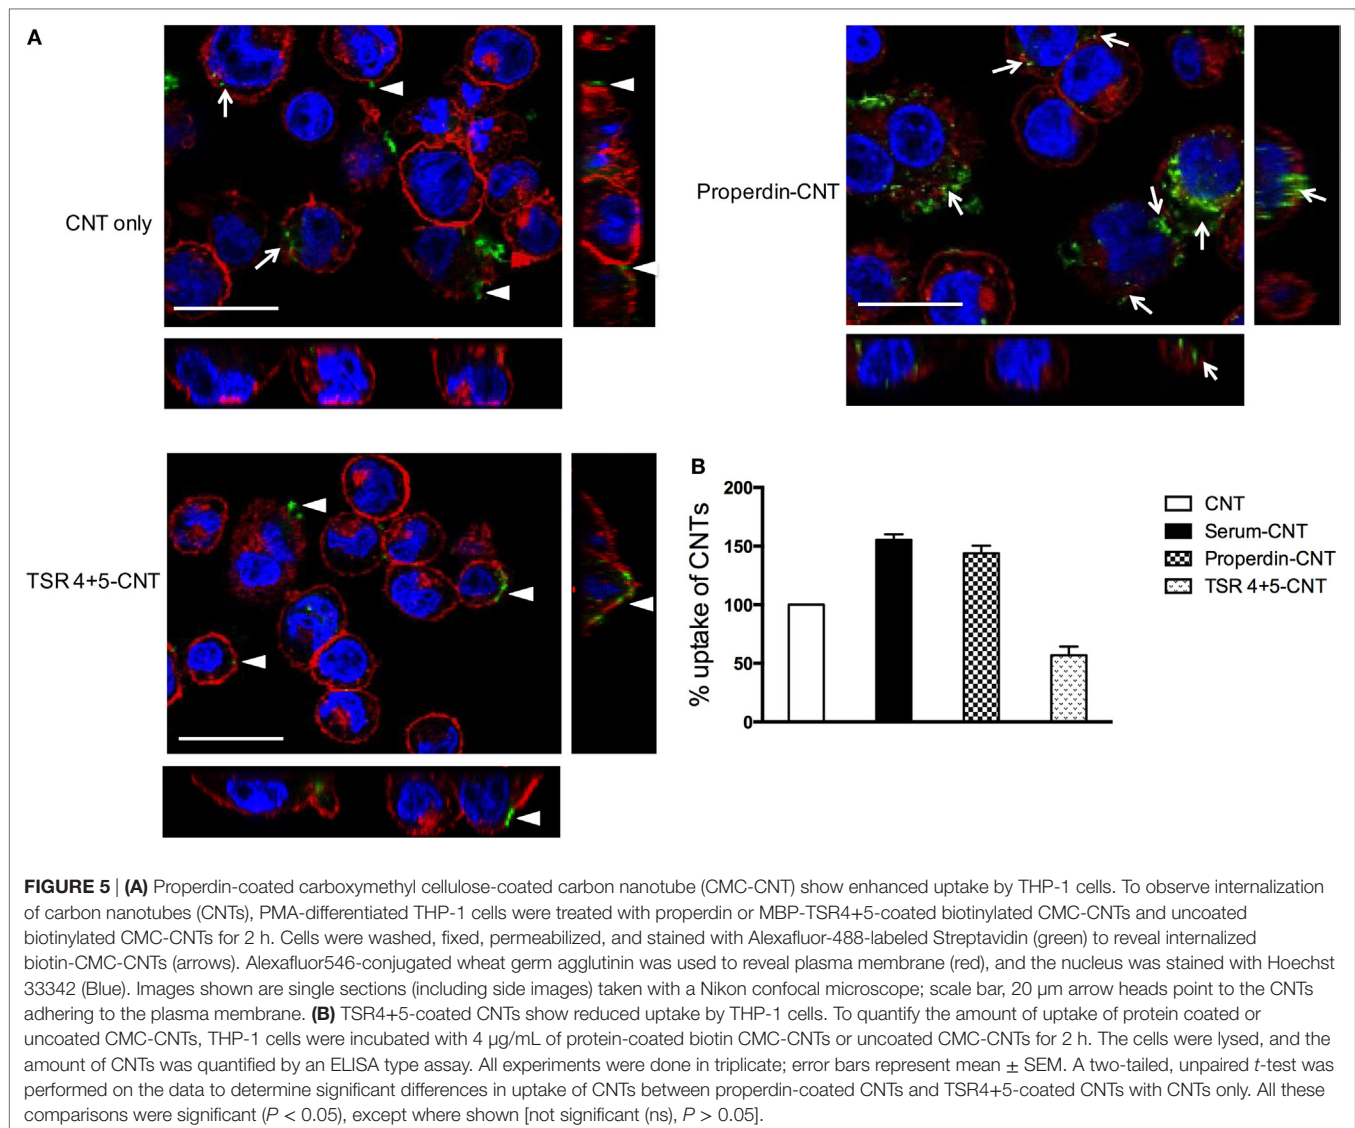 A
CNT only
Properdin-CNT
TSR 4+5-CNT
B
% uptake of CNTs
200
150
100
50
0
CNT
Serum-CNT
Properdin-CNT
TSR 4+5-CNT
FIGURE 5 | (A) Properdin-coated carboxymethyl cellulose-coated carbon nanotube (CMC-CNT) show enhanced uptake by THP-1 cells. To observe internalization
of carbon nanotubes (CNTs), PMA-differentiated THP-1 cells were treated with properdin or MBP-TSR4+5-coated biotinylated CMC-CNTs and uncoated
biotinylated CMC-CNTs for 2 h. Cells were washed, fixed, permeabilized, and stained with Alexafluor-488-labeled Streptavidin (green) to reveal internalized
biotin-CMC-CNTs (arrows). Alexafluor546-conjugated wheat germ agglutinin was used to reveal plasma membrane (red), and the nucleus was stained with Hoechst
33342 (Blue). Images shown are single sections (including side images) taken with a Nikon confocal microscope; scale bar, 20 μm arrow heads point to the CNTs
adhering to the plasma membrane. (B) TSR4+5-coated CNTs show reduced uptake by THP-1 cells. To quantify the amount of uptake of protein coated or
uncoated CMC-CNTs, THP-1 cells were incubated with 4 μg/mL of protein-coated biotin CMC-CNTs or uncoated CMC-CNTs for 2 h. The cells were lysed, and the
amount of CNTs was quantified by an ELISA type assay. All experiments were done in triplicate; error bars represent mean ± SEM. A two-tailed, unpaired t-test was
performed on the data to determine significant differences in uptake of CNTs between properdin-coated CNTs and TSR4+5-coated CNTs with CNTs only. All these
comparisons were significant (P < 0.05), except where shown [not significant (ns), P > 0.05].